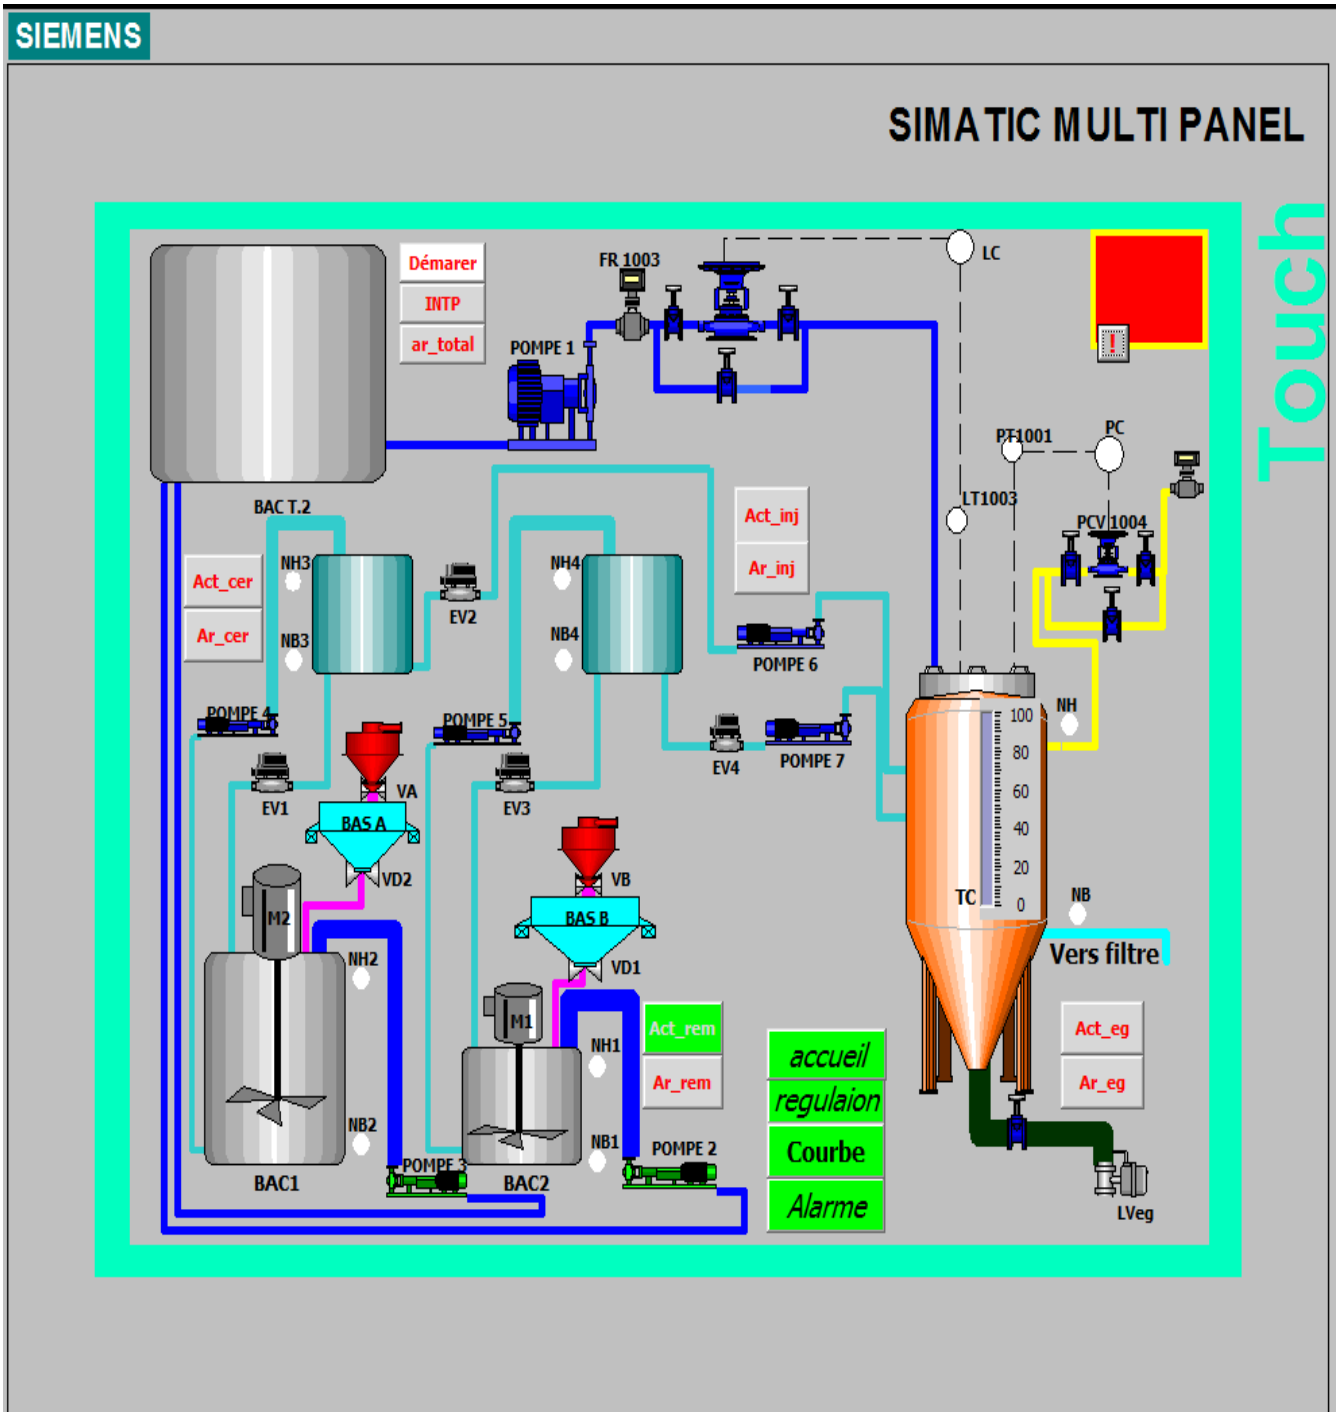 SIEMENS
SIMATIC MULTI PANEL
Touch
Démarer
INTP
ar_total
FR 1003
LC
POMPE 1
!
PT1001
PC
BAC T.2
LT1003
PCV 1004
Act_inj
Ar_inj
NH3
NH4
Act_cer
Ar_cer
EV2
NB3
NB4
POMPE 6
POMPE 4
POMPE 5
NH
100
80
60
40
20
0
EV4
POMPE 7
EV1
VA
EV3
BAS A
VD2
VB
TC
NB
M2
BAS B
Vers filtre
NH2
VD1
M1
Act_rem
Ar_rem
NH1
accueil
regulaion
Courbe
Alarme
Act_eg
Ar_eg
NB2
NB1
POMPE 3
POMPE 2
BAC1
BAC2
LVeg